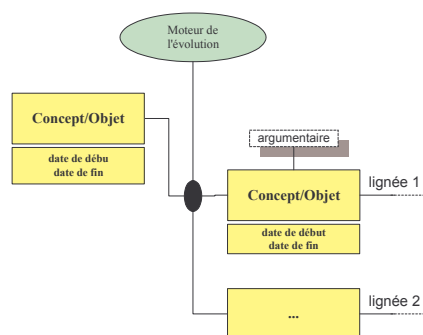 Moteur de
l'évolution
Concept/Objet
date de débu
date de fin
argumentaire
Concept/Objet
lignée 1
date de début
date de fin
...
lignée 2